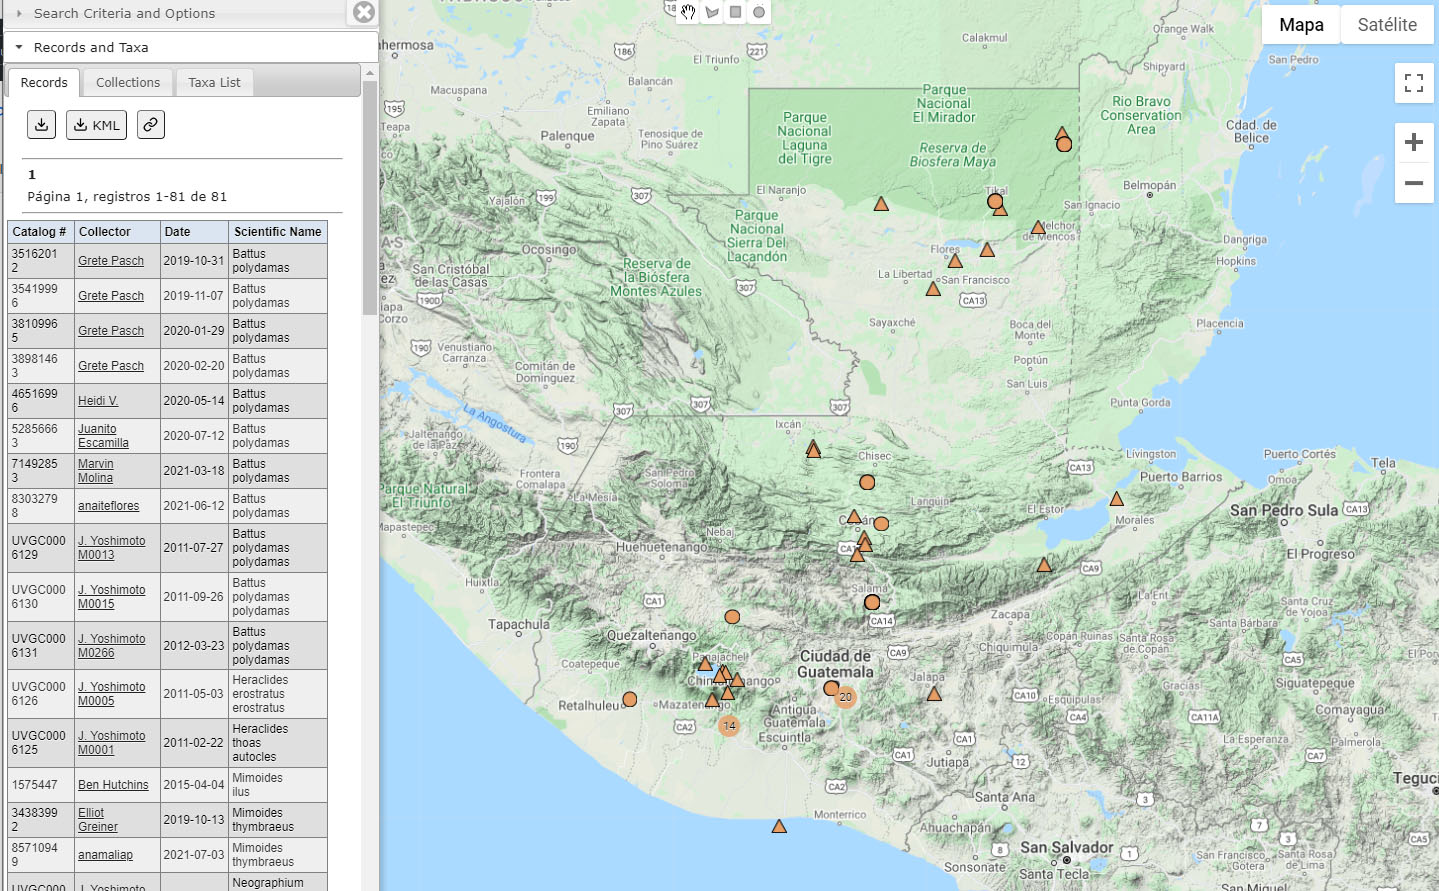 Search Criteria and Options
Records and Taxa
Records
Collections
Taxa List
KML
1
Página 1, registros 1-81 de 81
Catalog # Collector Date Scientific Name
35162012 Grete Pasch 2019-10-31 Battus polydamas
35419996 Grete Pasch 2019-11-07 Battus polydamas
38109965 Grete Pasch 2020-01-29 Battus polydamas
38981463 Grete Pasch 2020-02-20 Battus polydamas
46516996 Heidi V. 2020-05-14 Battus polydamas
52856663 Juanito Escamilla 2020-07-12 Battus polydamas
71492853 Marvin Molina 2021-03-18 Battus polydamas
83032798 anaiteflores 2021-06-12 Battus polydamas
UVGC0006129 J. Yoshimoto M0013 2011-07-27 Battus polydamas polydamas
UVGC0006130 J. Yoshimoto M0015 2011-09-26 Battus polydamas polydamas
UVGC0006131 J. Yoshimoto M0266 2012-03-23 Battus polydamas polydamas
UVGC0006126 J. Yoshimoto M0005 2011-05-03 Heraclides erostratus erostratus
UVGC0006125 J. Yoshimoto M0001 2011-02-22 Heraclides thoas autocles
1575447 Ben Hutchins 2015-04-04 Mimoides ilus
34383992 Elliot Greiner 2019-10-13 Mimoides thymbraeus
85710949 anamaliap 2021-07-03 Mimoides thymbraeus
UVGC000 J. Yoshimoto Neographium
Mapa
Satélite
Orange Walk
Calakmul
186
221
El Triunfo
Shipyard
San Pedro
Balancán
Macuspana
195
Teapa
Emiliano Zapata
Palenque
Tenosique de Pino Suárez
Parque Nacional Laguna del Tigre
Parque Nacional El Mirador
Reserva de Biosfera Maya
Rio Bravo Conservation Area
Cdad. de Belice
Belmopán
San Ignacio
El Naranjo
Tikal
Yajalón
199
307
Parque Nacional Sierra Del Lacandón
Melchor de Mencos
Dangriga
Hopkins
Ocosingo
San Cristóbal de las Casas
190D
Reserva de la Biósfera Montes Azules
307
Flores
La Libertad
San Francisco
CA13
Placencia
Sayaxché
Boca del Monte
Poptún
San Luis
190
Venustiano Carranza
Comitán de Domínguez
Punta Gorda
307
307
307
La Angostura
Ixcán
190
Jaltenango de la Paz
Chisec
CA13
Livingston
Puerto Cortés
Tela
Puerto Barrios
Omoa
Frontera Comalapa
San Pedro Soloma
La Mesia
Parque Natural El Triunfo
Languin
El Estor
Morales
San Pedro Sula
CA13
Mapastepec
Nebaj
Huehuetenango
El Progreso
CA9
Salamá
CA14
Huixtla
CA1
La Ent
Zacapa
Santa Cruz de Yojoa
Tapachula
Quezaltenango
Santa Bárbara
Copán Ruinas
Santa Rosa de Copán
Chiquimula
CA5
Ciudad de Guatemala
CA9
Coatepeque
Panajachel
Jalapa
Gracias
Siguatepeque
CA10
Esquipulas
Retalhuleu
Mazatenango
20
14
CA2
Antigua Guatemala
Escuintla
CA4
CA11A
Comayagua
CA1
CA1
La Esperanza
Palmerola
CA7
Jutiapa
12
CA2
Santa Ana
3
Monterrico
Ahuachapán
7
CA5
San Salvador
8
1
Sonsonate
Santa Tecla
San Francisco Gotera
Santa Rosa de Lima
San Miguel